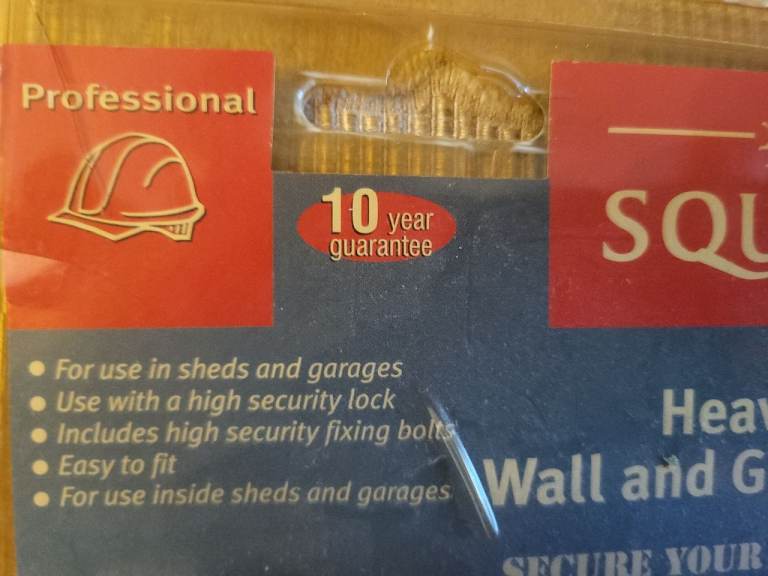 Professional
10 year
guarantee
SQU
• For use in sheds and garages
• Use with a high security lock
• Includes high security fixing bolts
• Easy to fit
• For use inside sheds and garages
Heav
Wall and G
SECURE YOUR